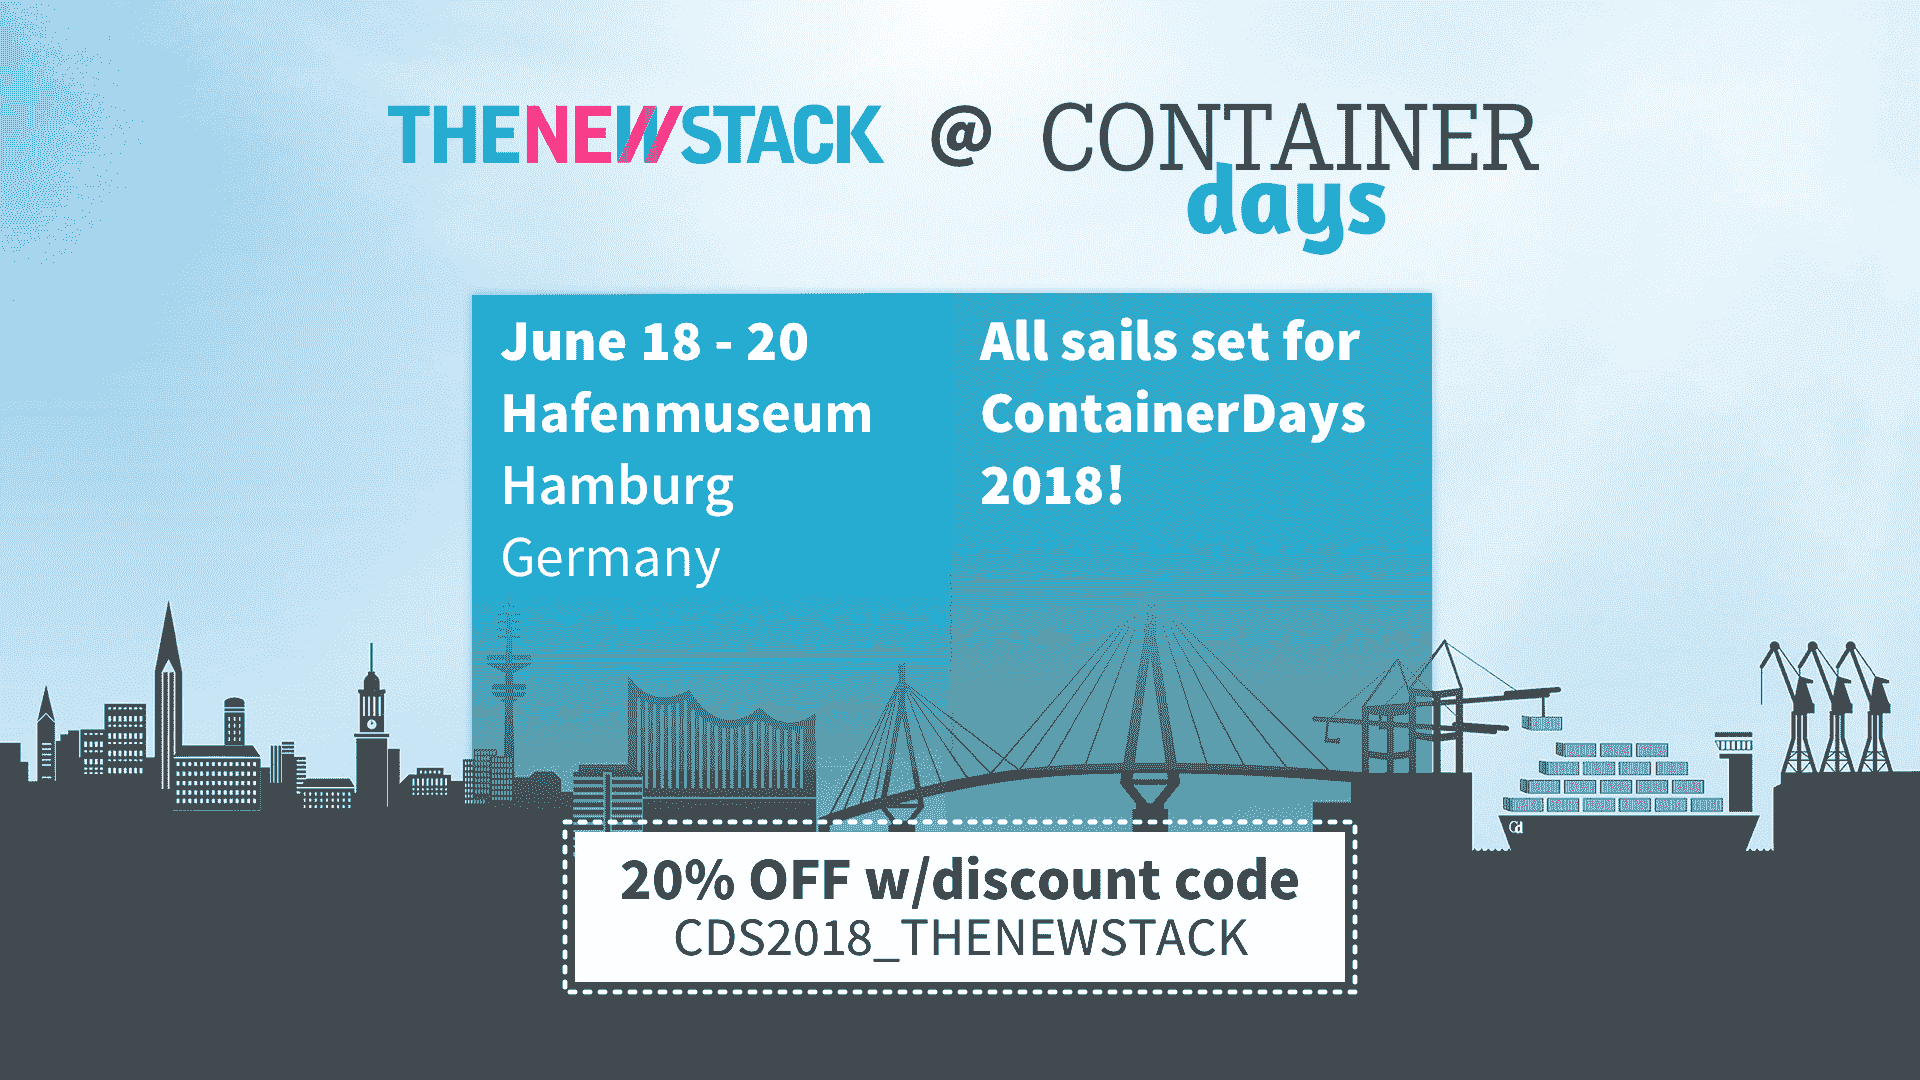 THENEWSTACK @ CONTAINER
days
June 18 - 20
Hafenmuseum
Hamburg
Germany
All sails set for
ContainerDays
2018!
Cd
20% OFF w/discount code
CDS2018_THENEWSTACK